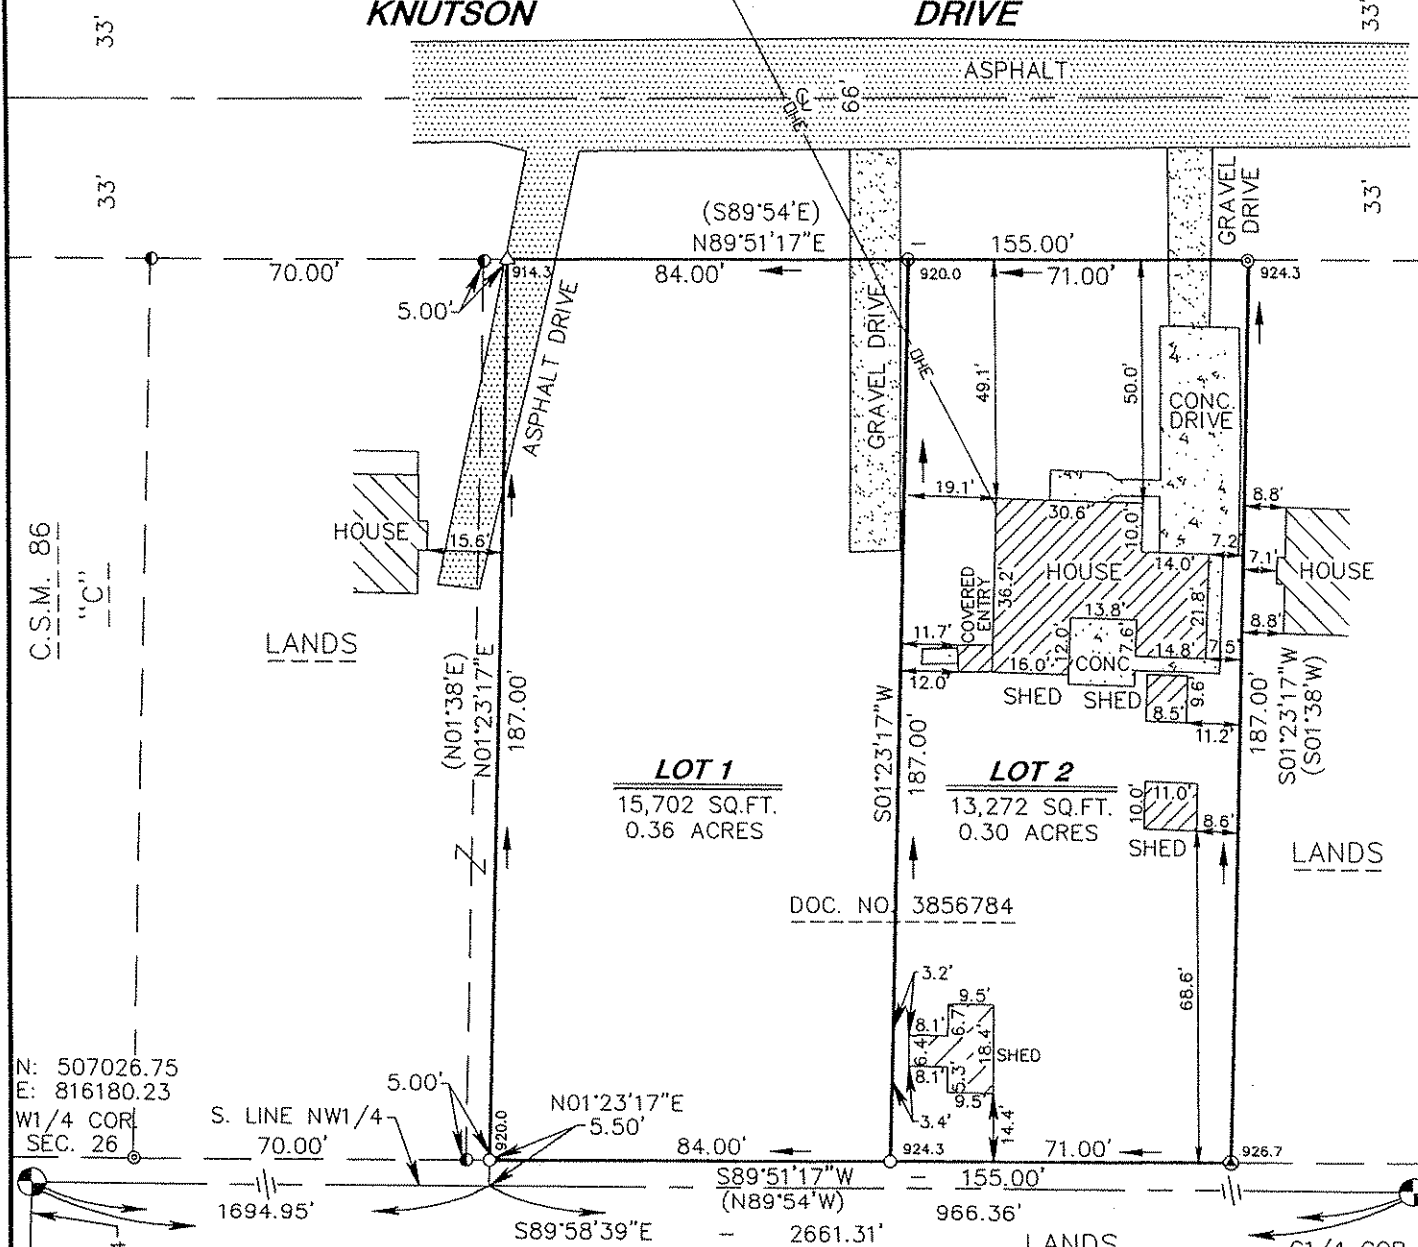 KNUTSON DRIVE
33'
33'
ASPHALT
℄
66'
OHE
33'
33'
GRAVEL
DRIVE
(S89°54'E)
N89°51'17"E – 155.00'
70.00'
914.3
84.00'
920.0
71.00'
924.3
5.00'
ASPHALT DRIVE
GRAVEL DRIVE
OHE
49.1'
50.0'
CONC.
DRIVE
19.1'
30.6'
10.0'
8.8'
HOUSE
15.6'
7.2
14.0'
7.1'
HOUSE
HOUSE
36.2'
COVERED
ENTRY
13.8'
21.8'
12.0'
7.6'
11.7'
8.8'
14.8'
7.5'
16.0'
CONC.
12.0'
SHED
SHED
9.6'
8.5'
11.2'
C.S.M. 86
"C"
LANDS
(N01°38'E)
N01°23'17"E
187.00'
S01°23'17"W
187.00'
187.00'
S01°23'17"W
(S01°38'W)
LOT 1
15,702 SQ.FT.
0.36 ACRES
LOT 2
13,272 SQ.FT.
0.30 ACRES
10.0'
11.0'
8.6'
SHED
LANDS
DOC. NO. 3856784
68.6'
3.2'
9.5'
8.1'
6.7
6.4
18.4'
SHED
8.1'
5.3'
9.5'
3.4'
14.4'
N: 507026.75
E: 816180.23
W1/4 COR.
SEC. 26
5.00'
S. LINE NW1/4
N01°23'17"E
5.50'
920.0
70.00'
84.00'
924.3
71.00'
926.7
S89°51'17"W – 155.00'
(N89°54'W)
1694.95'
966.36'
S89°58'39"E – 2661.31'
LANDS